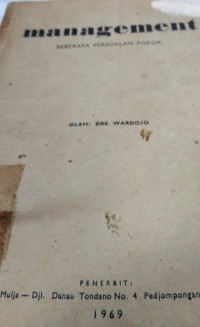 management
BEBERAPA PERSOALAN POKOK
OLEH: DRS. WARDOJO
PENERBIT:
Mulja — Djl. Danau Tondano No. 4 Pedjompongan
1969